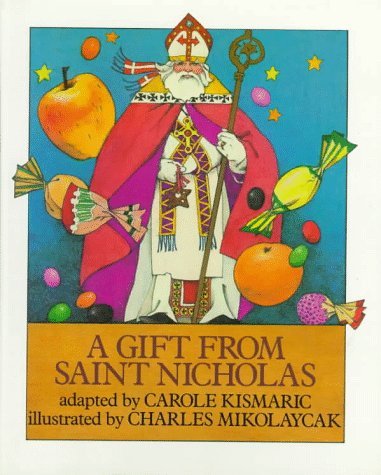 A GIFT FROM
SAINT NICHOLAS
adapted by CAROLE KISMARIC
illustrated by CHARLES MIKOLAYCAK